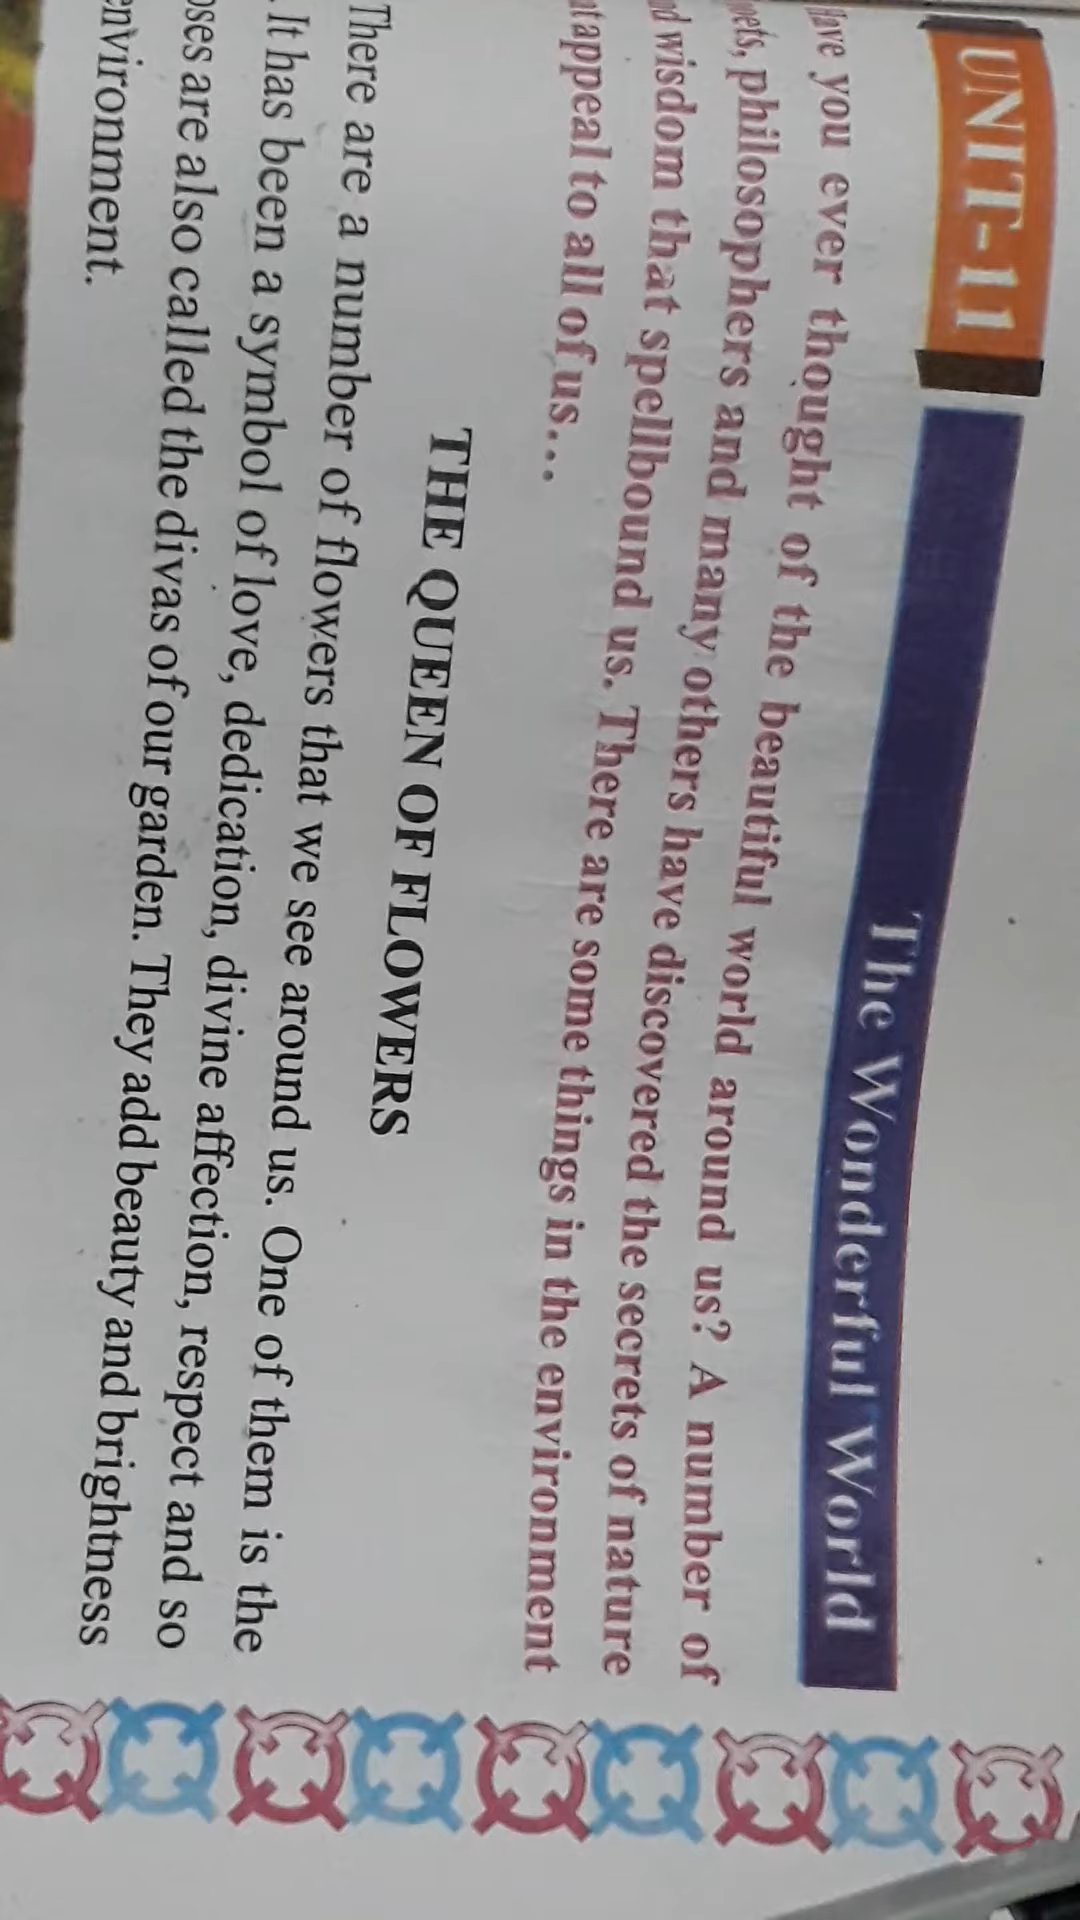 UNIT-11
The Wonderful World
Have you ever thought of the beautiful world around us? A number of
philosophers and many others have discovered the secrets of nature
wisdom that spellbound us. There are some things in the environment
appeal to all of us...
THE QUEEN OF FLOWERS
There are a number of flowers that we see around us. One of them is the
. It has been a symbol of love, dedication, divine affection, respect and so
are also called the divas of our garden. They add beauty and brightness
environment.